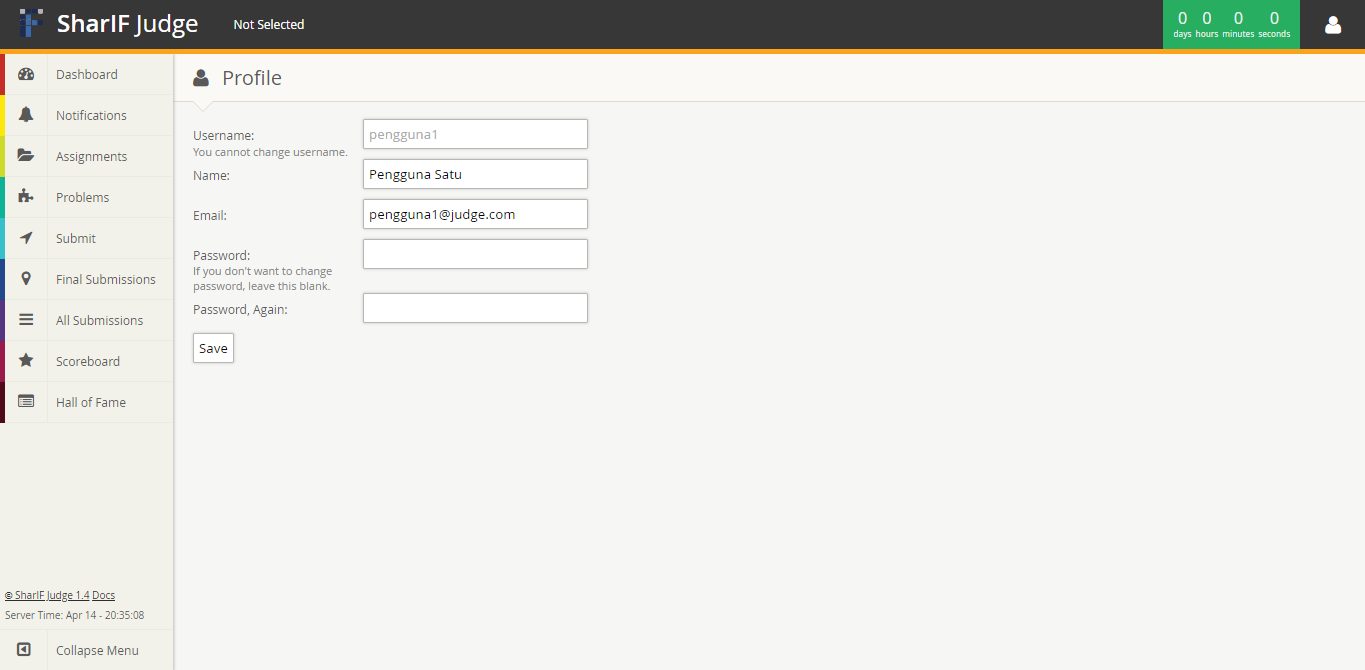 SharIF Judge
Not Selected
0 0 0 0
days hours minutes seconds
Dashboard
Notifications
Assignments
Problems
Submit
Final Submissions
All Submissions
Scoreboard
Hall of Fame
© SharIF Judge 1.4 Docs
Server Time: Apr 14 - 20:35:08
Collapse Menu
Profile
Username:
You cannot change username.
pengguna1
Name:
Pengguna Satu
Email:
pengguna1@judge.com
Password:
If you don't want to change
password, leave this blank.
Password, Again:
Save